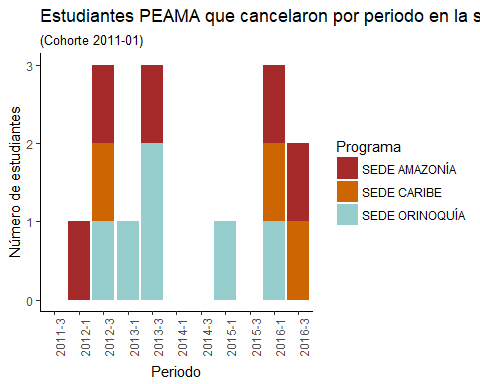 Estudiantes PEAMA que cancelaron por periodo en la s
(Cohorte 2011-01)
Número de estudiantes
3
2
1
0
2011-3
2012-1
2012-3
2013-1
2013-3
2014-1
2014-3
2015-1
2015-3
2016-1
2016-3
Periodo
Programa
SEDE AMAZONÍA
SEDE CARIBE
SEDE ORINOQUÍA